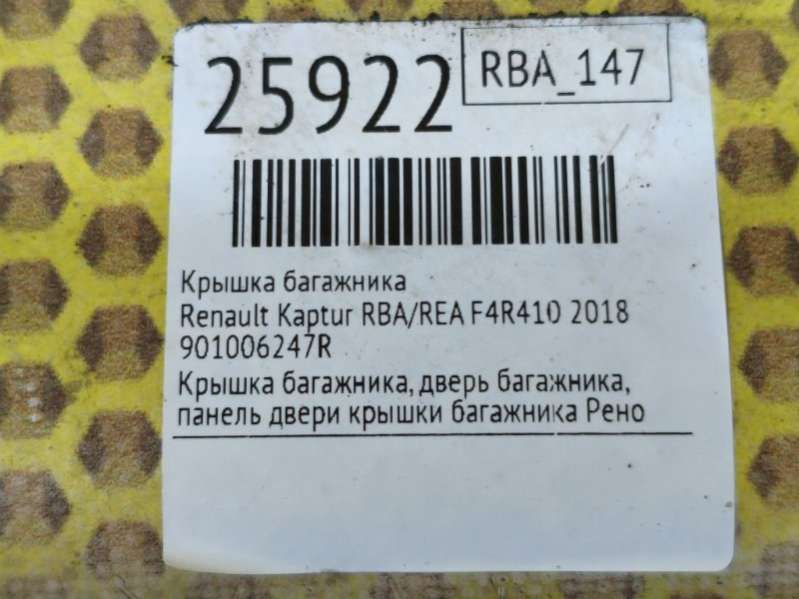 25922
RBA_147
Крышка багажника
Renault Kaptur RBA/REA F4R410 2018
901006247R
Крышка багажника, дверь багажника,
панель двери крышки багажника Рено